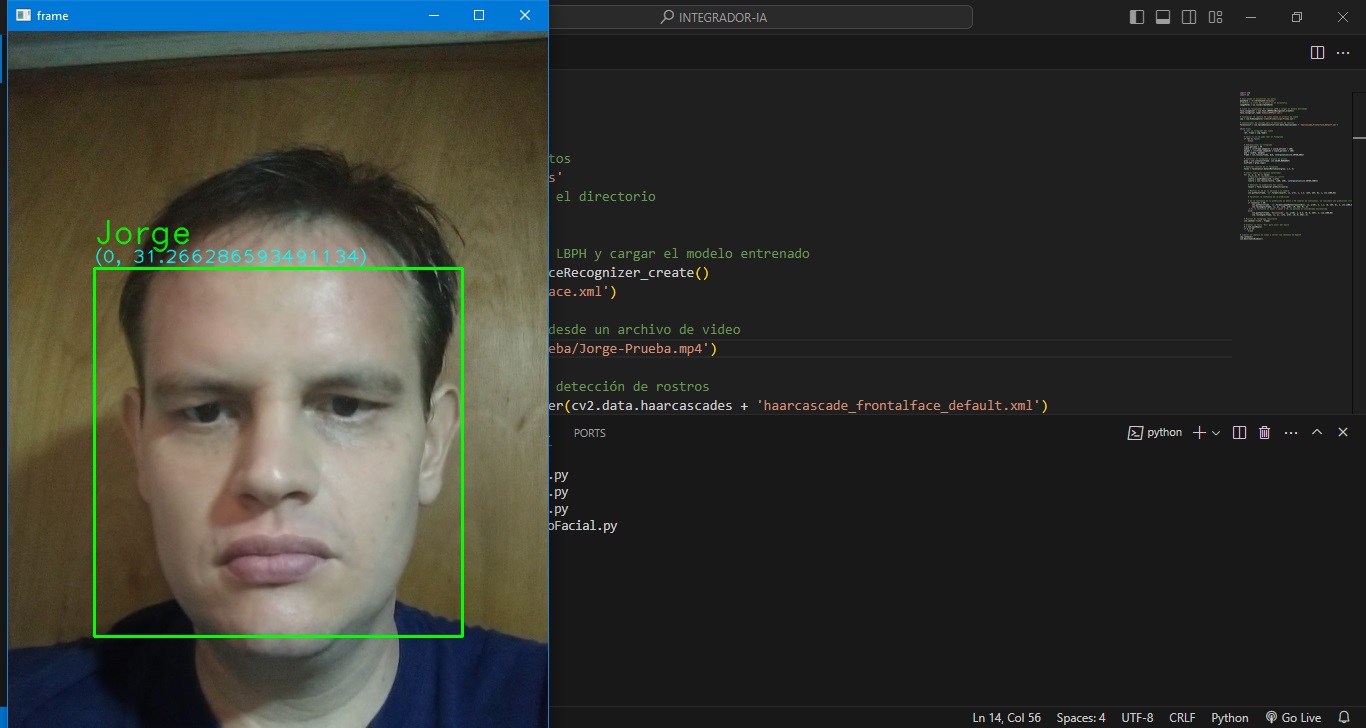 frame
INTEGRADOR-IA
Jorge
(0, 31.266286593491134)
tos
s'
el directorio
LBPH y cargar el modelo entrenado
ceRecognizer_create()
ace.xml')
desde un archivo de video
eba/Jorge-Prueba.mp4')
detección de rostros
er(cv2.data.haarcascades + 'haarcascade_frontalface_default.xml')
PORTS
python
.py
.py
.py
oFacial.py
Ln 14, Col 56 Spaces: 4 UTF-8 CRLF Python Go Live